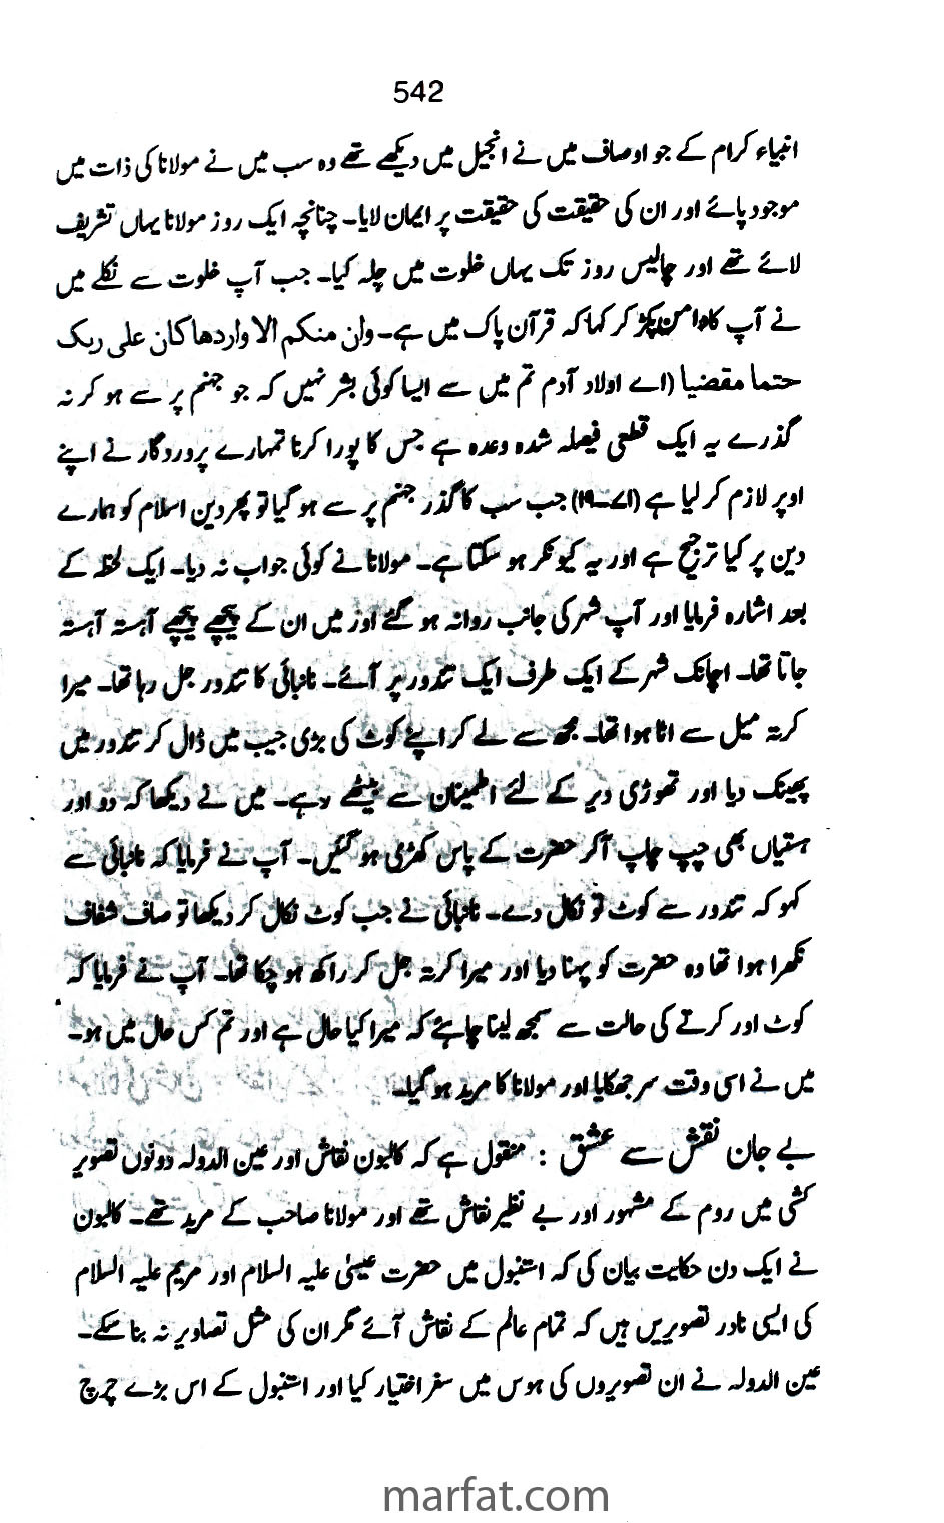 542
انبیاء کرام کے جو اوصاف میں نے انجیل میں دیکھے تھے وہ سب میں نے مولانا کی ذات میں
موجود پائے اور ان کی حقیقت کی حقیقت پر ایمان لایا۔ چنانچہ ایک روز مولانا یہاں تشریف
لائے تھے اور چالیس روز تک یہاں خلوت میں چلہ کیا۔ جب آپ خلوت سے نکلے میں
نے آپ کا دامن پکڑ کر کہا کہ قرآن پاک میں ہے۔ وان منکم الا واردھا کان علی ربک
حتما مقضیا (اے اولاد آدم تم میں سے ایسا کوئی بشر نہیں کہ جو جہنم پر سے ہو کر نہ
گذرے یہ ایک قطعی فیصلہ شدہ وعدہ ہے جس کا پورا کرنا تمہارے پروردگار نے اپنے
اوپر لازم کر لیا ہے (۷۱۔۱۹) جب سب کا گذر جہنم پر سے ہو گیا تو پھر دین اسلام کو ہمارے
دین پر کیا ترجیح ہے اور یہ کیونکر ہو سکتا ہے۔ مولانا نے کوئی جواب نہ دیا۔ ایک لحظہ کے
بعد اشارہ فرمایا اور آپ شہر کی جانب روانہ ہو گئے اور میں ان کے پیچھے پیچھے آہستہ آہستہ
جاتا تھا۔ اچانک شہر کے ایک طرف ایک تندور پر آئے۔ نانبائی کا تندور جل رہا تھا۔ میرا
کرتہ میل سے اٹا ہوا تھا۔ مجھ سے لے کر اپنے کوٹ کی بڑی جیب میں ڈال کر تندور میں
پھینک دیا اور تھوڑی دیر کے لئے اطمینان سے بیٹھے رہے۔ میں نے دیکھا کہ دو اور
ہستیاں بھی چپ چاپ آکر حضرت کے پاس کھڑی ہو گئیں۔ آپ نے فرمایا کہ نانبائی سے
کہو کہ تندور سے کوٹ تو نکال دے۔ نانبائی نے جب کوٹ نکال کر دیکھا تو صاف شفاف
نکھرا ہوا تھا وہ حضرت کو پہنا دیا اور میرا کرتہ جل کر راکھ ہو چکا تھا۔ آپ نے فرمایا کہ
کوٹ اور کرتے کی حالت سے سمجھ لینا چاہئے کہ میرا کیا حال ہے اور تم کس حال میں ہو۔
میں نے اسی وقت سر جھکایا اور مولانا کا مرید ہو گیا۔
بے جان نقش سے عشق : منقول ہے کہ کالیون نقاش اور عین الدولہ دونوں تصویر
کشی میں روم کے مشہور اور بے نظیر نقاش تھے اور مولانا صاحب کے مرید تھے۔ کالیون
نے ایک دن حکایت بیان کی کہ استنبول میں حضرت عیسیٰ علیہ السلام اور مریم علیہ السلام
کی ایسی نادر تصویریں ہیں کہ تمام عالم کے نقاش آئے مگر ان کی مثل تصاویر نہ بنا سکے۔
عین الدولہ نے ان تصویروں کی ہوس میں سفر اختیار کیا اور استنبول کے اس بڑے چرچ
marfat.com